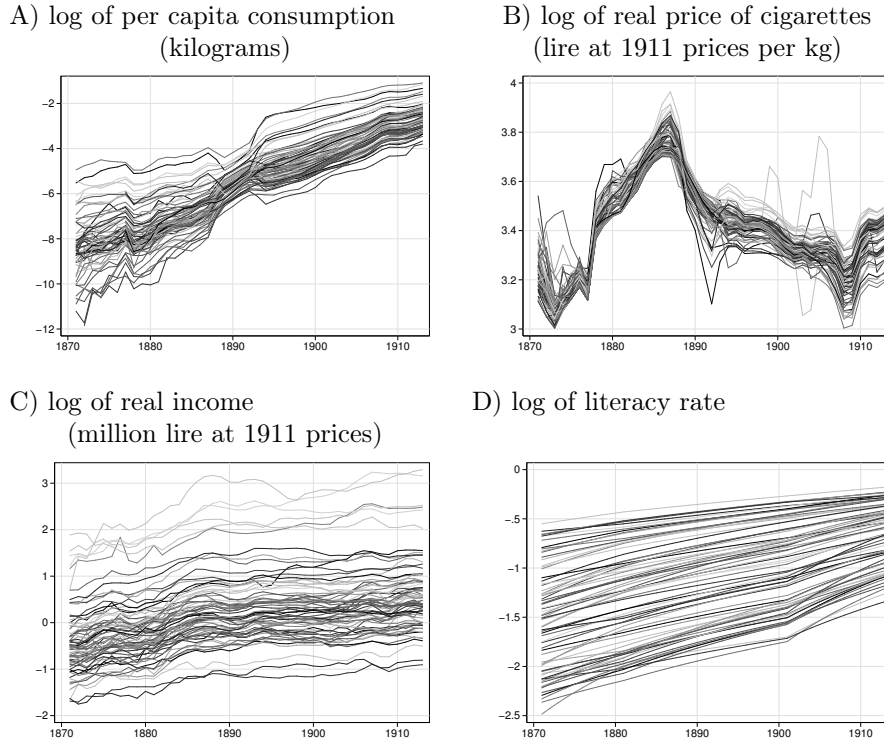 A) log of per capita consumption
(kilograms)
−2
−4
−6
−8
−10
−12
1870 1880 1890 1900 1910
B) log of real price of cigarettes
(lire at 1911 prices per kg)
4
3.8
3.6
3.4
3.2
3
1870 1880 1890 1900 1910
C) log of real income
(million lire at 1911 prices)
3
2
1
0
−1
−2
1870 1880 1890 1900 1910
D) log of literacy rate
0
−.5
−1
−1.5
−2
−2.5
1870 1880 1890 1900 1910